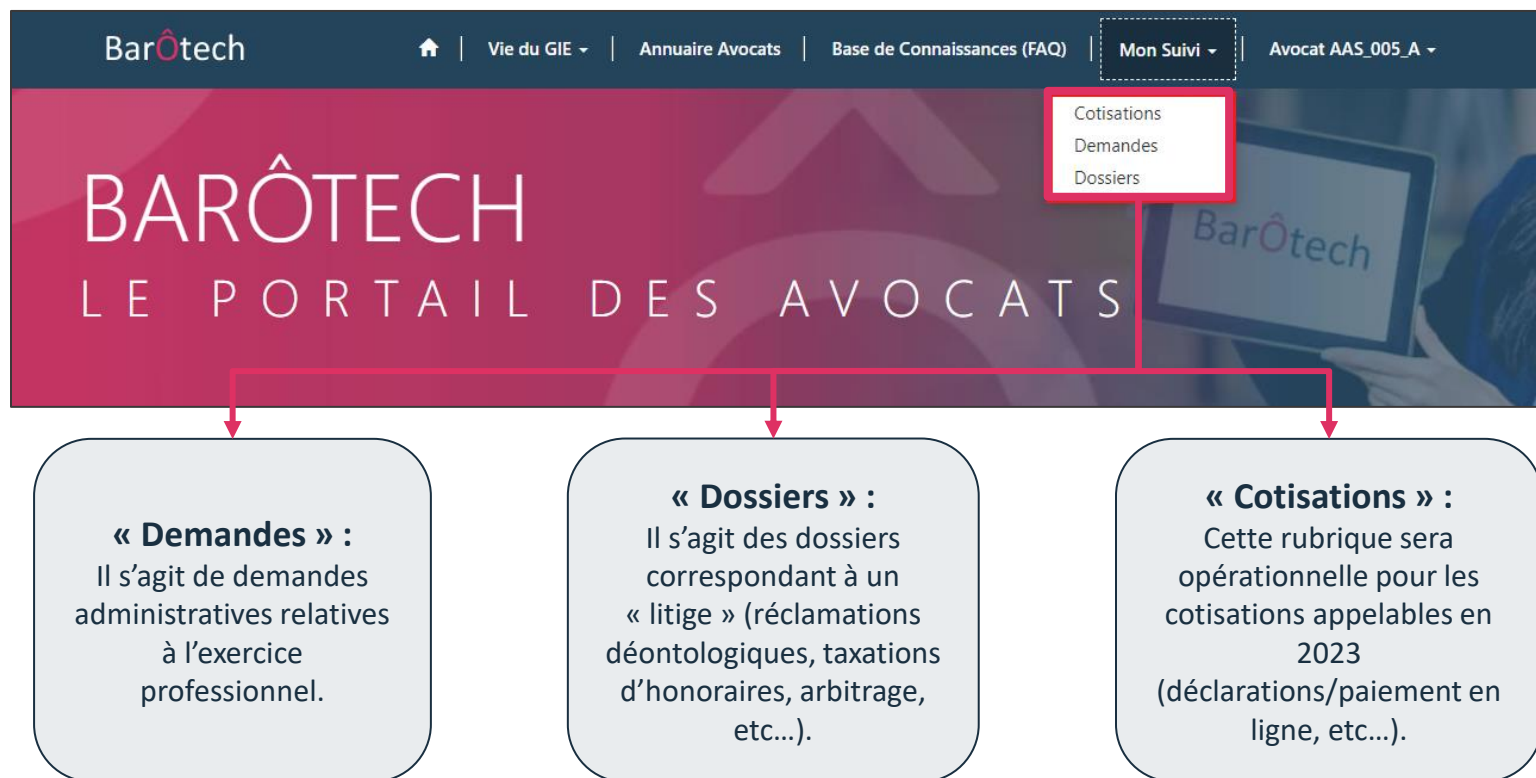 BarÔtech
Vie du GIE
Annuaire Avocats
Base de Connaissances (FAQ)
Mon Suivi
Avocat AAS_005_A
Cotisations
Demandes
Dossiers
BARÔTECH
LE PORTAIL DES AVOCATS
BarÔtech
« Demandes » :
Il s’agit de demandes
administratives relatives
à l’exercice
professionnel.
« Dossiers » :
Il s’agit des dossiers
correspondant à un
« litige » (réclamations
déontologiques, taxations
d’honoraires, arbitrage,
etc…).
« Cotisations » :
Cette rubrique sera
opérationnelle pour les
cotisations appelables en
2023
(déclarations/paiement en
ligne, etc…).